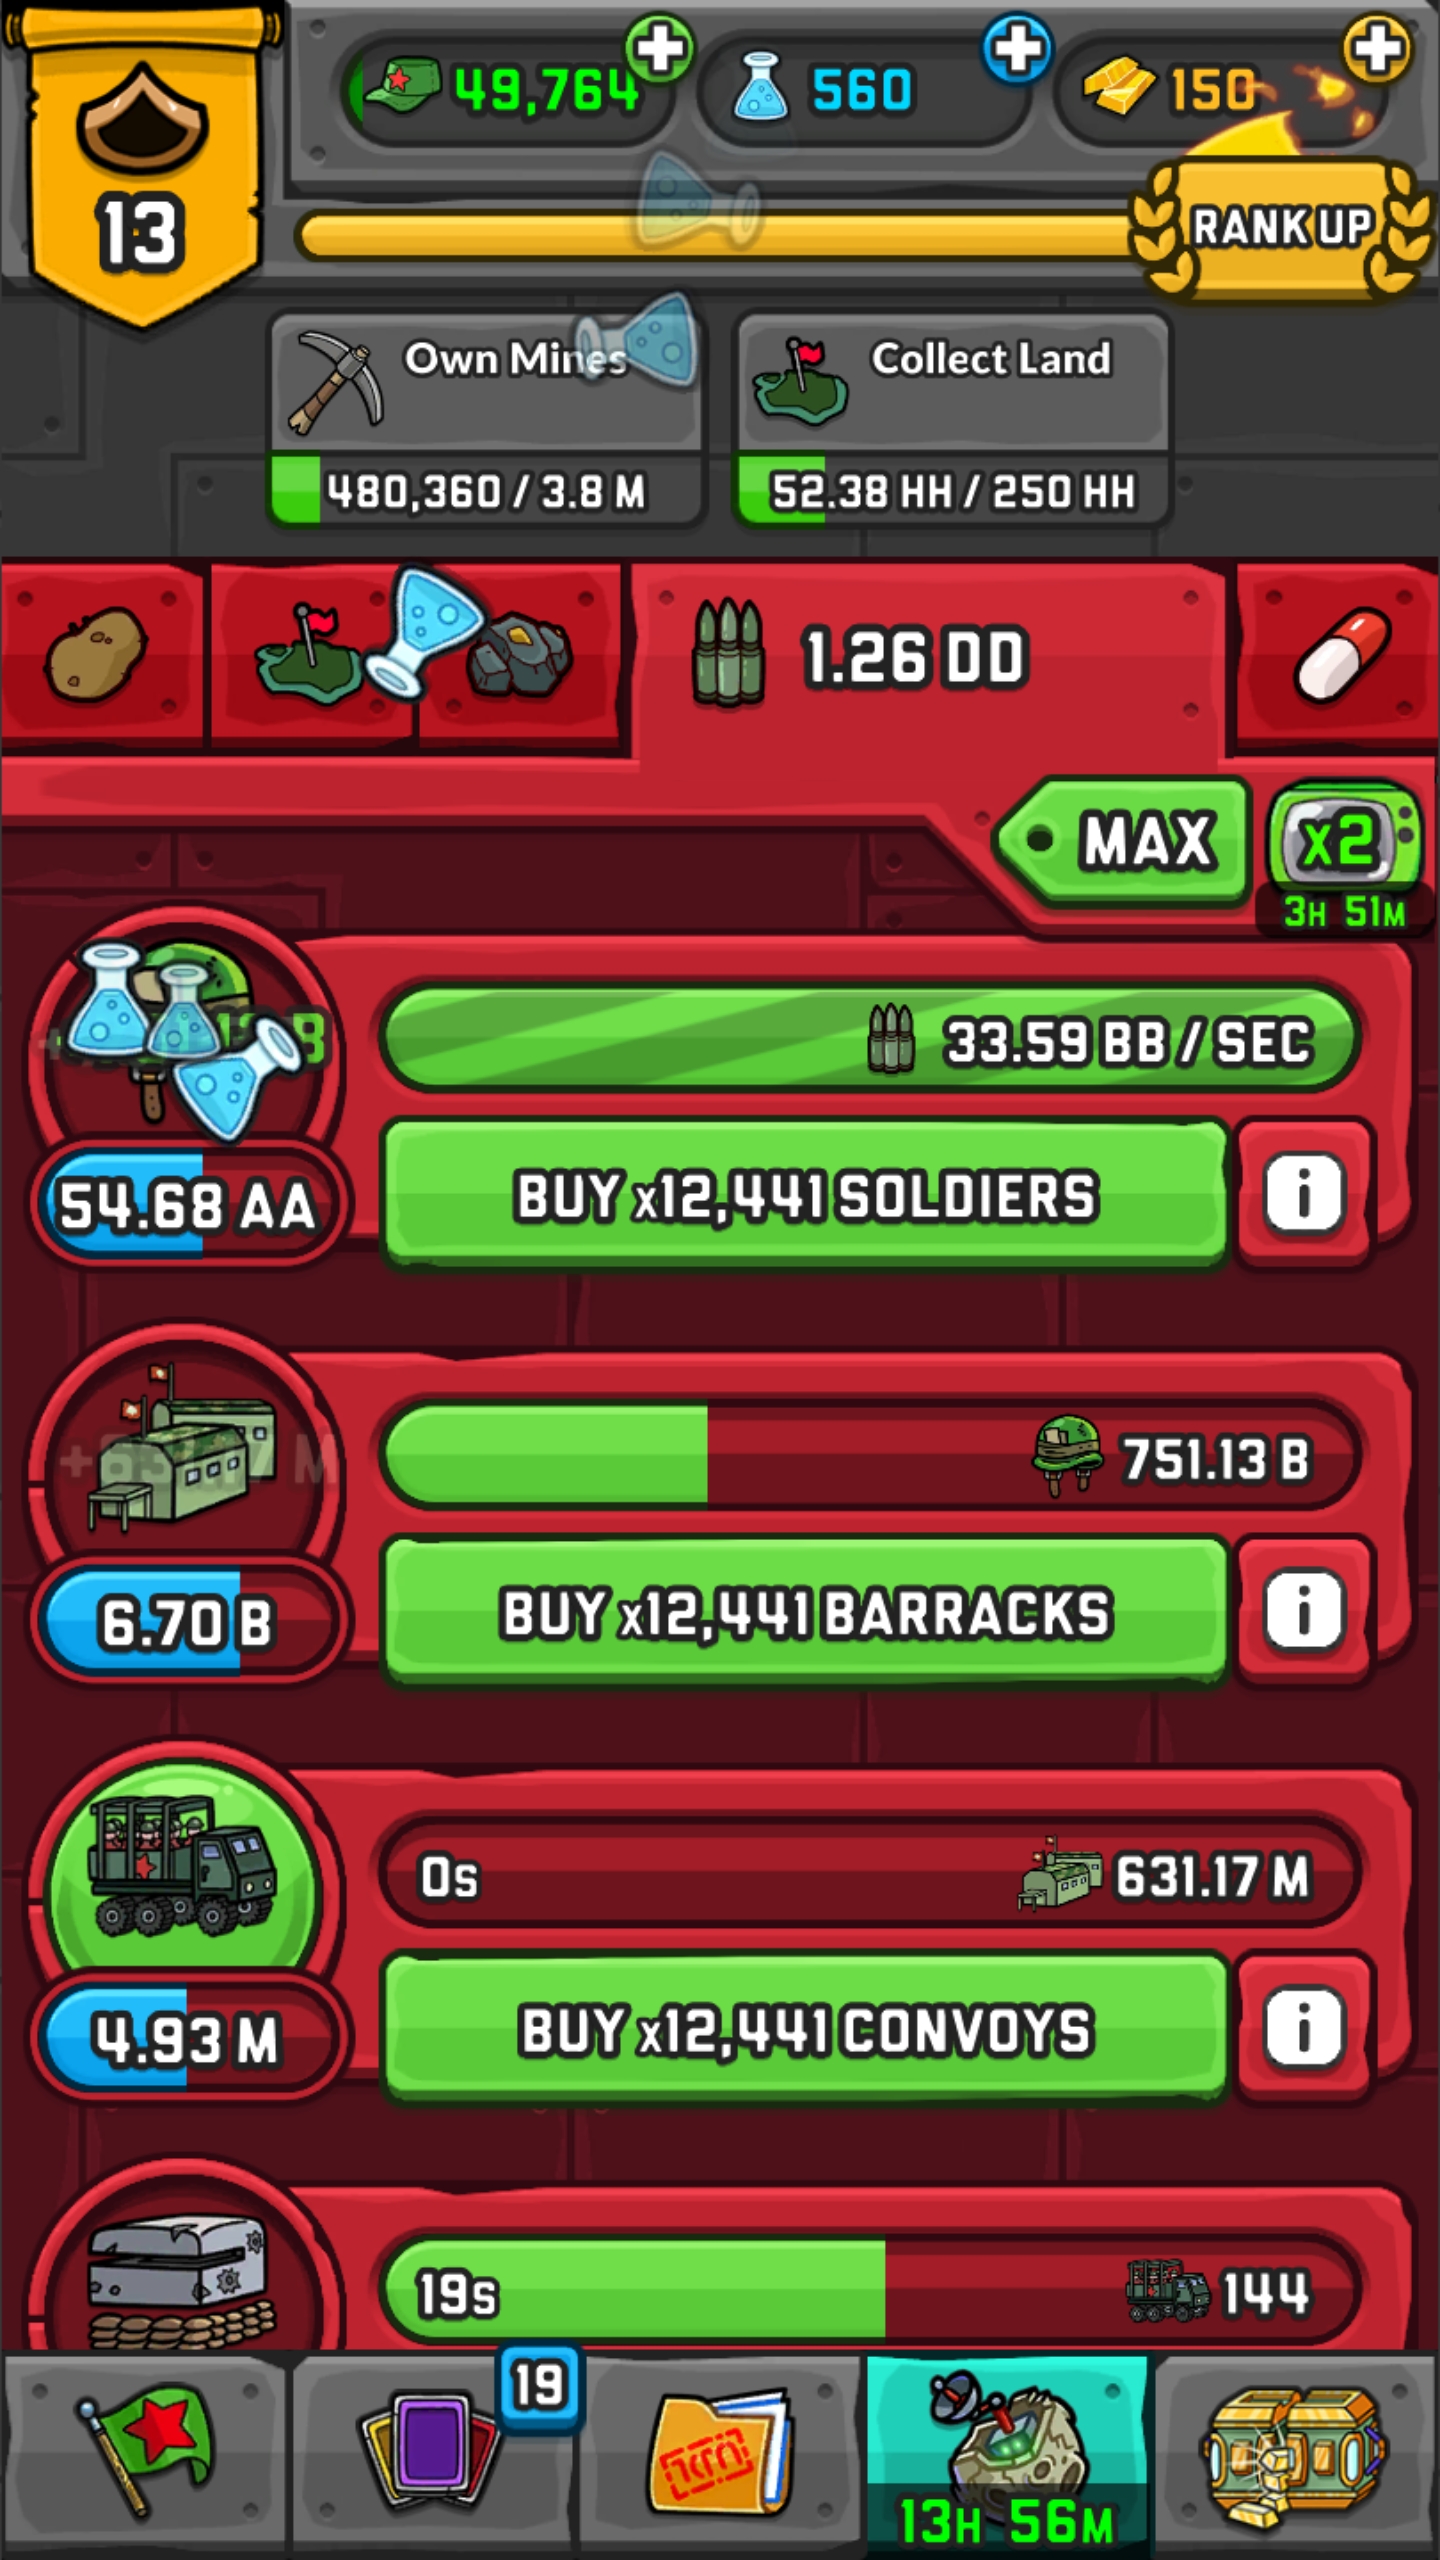 49,764
560
150
13
RANK UP
Own Mines
Collect Land
480,360 / 3.8 M
52.38 HH / 250 HH
1.26 DD
MAX
x2
3H 51M
33.59 BB / SEC
54.68 AA
BUY x12,441 SOLDIERS
i
751.13 B
6.70 B
BUY x12,441 BARRACKS
i
0s
631.17 M
4.93 M
BUY x12,441 CONVOYS
i
19s
144
19
13H 56M